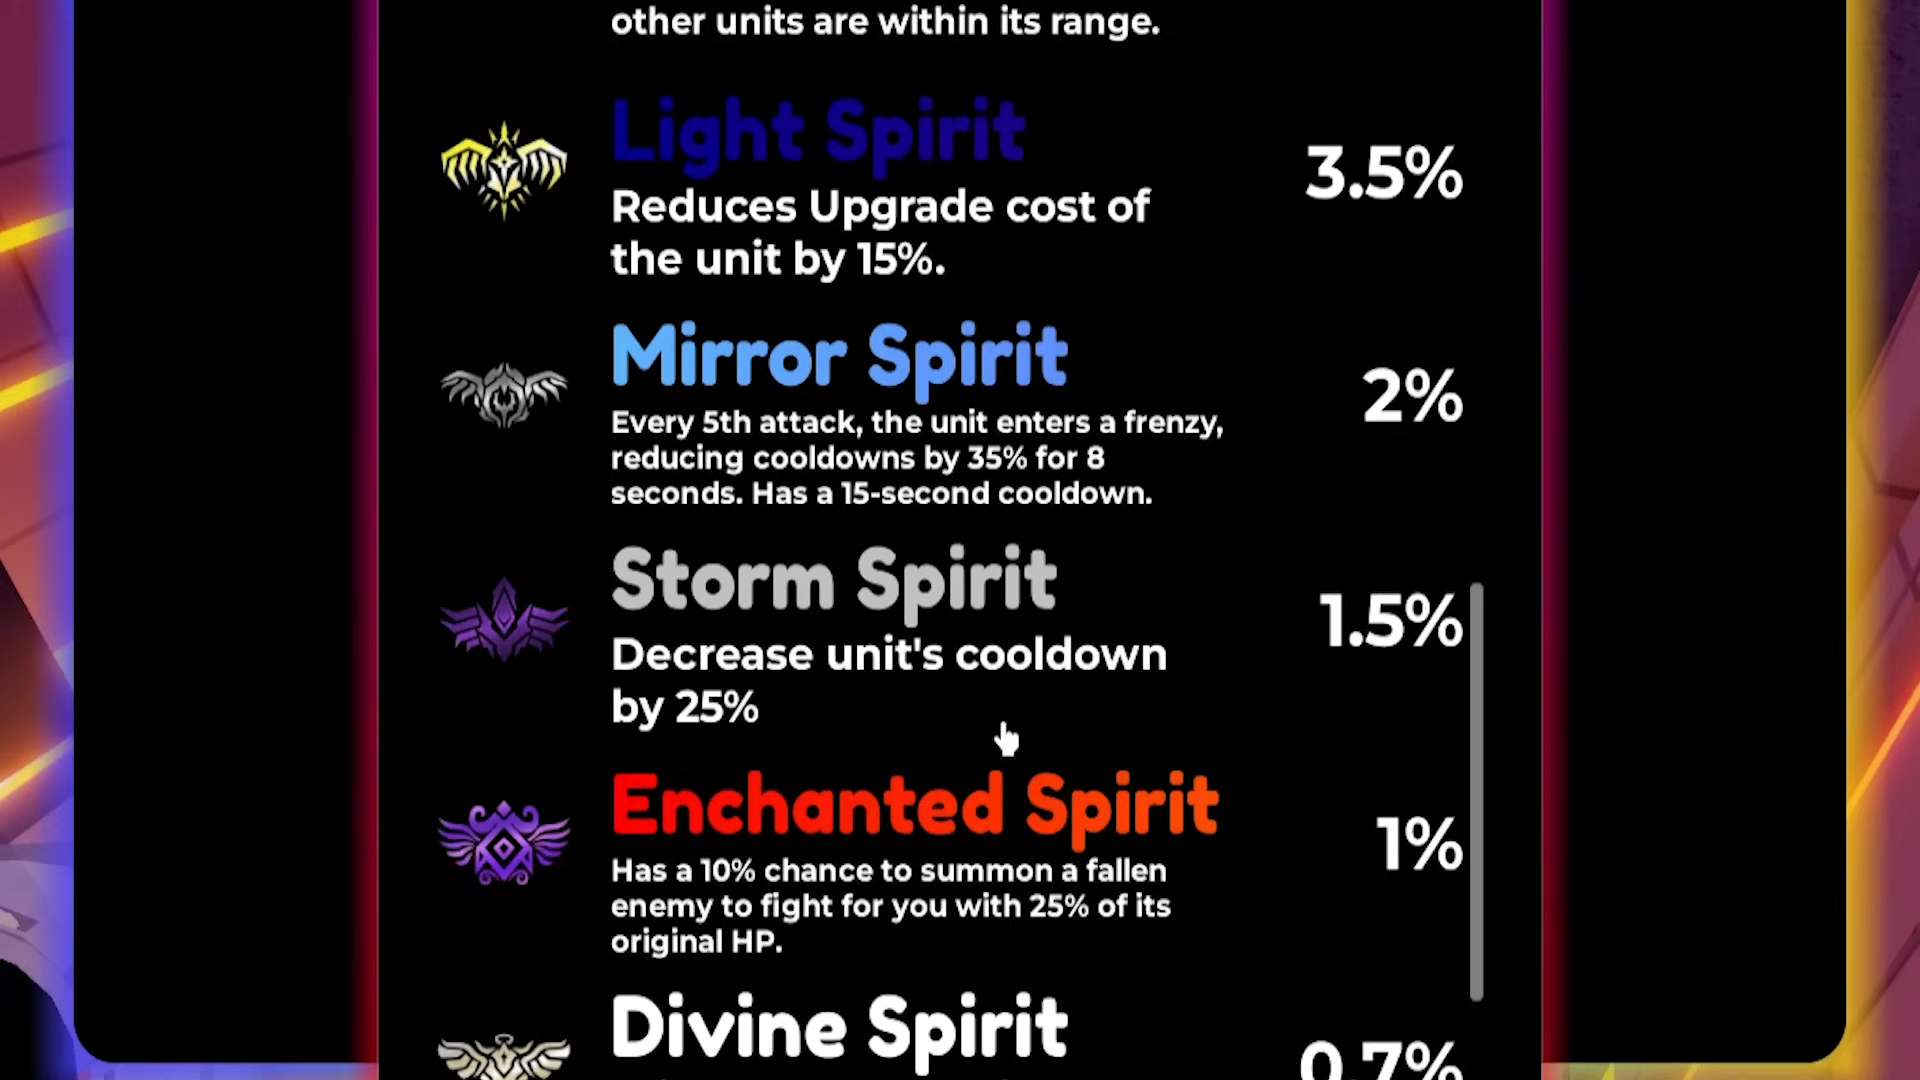 other units are within its range.
Light Spirit
3.5%
Reduces Upgrade cost of
the unit by 15%.
Mirror Spirit
2%
Every 5th attack, the unit enters a frenzy,
reducing cooldowns by 35% for 8
seconds. Has a 15-second cooldown.
Storm Spirit
1.5%
Decrease unit's cooldown
by 25%
Enchanted Spirit
1%
Has a 10% chance to summon a fallen
enemy to fight for you with 25% of its
original HP.
Divine Spirit
0.7%